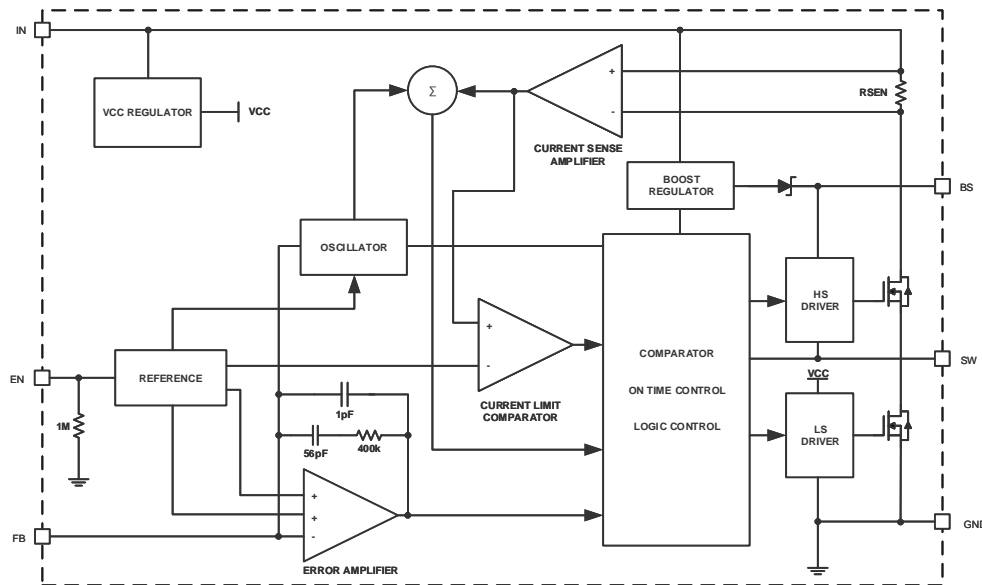 IN
VCC REGULATOR
VCC
Σ
+
-
RSEN
CURRENT SENSE
AMPLIFIER
BOOST
REGULATOR
BS
OSCILLATOR
HS
DRIVER
+
-
CURRENT LIMIT
COMPARATOR
COMPARATOR
ON TIME CONTROL
LOGIC CONTROL
SW
VCC
EN
REFERENCE
1M
1pF
56pF
400k
LS
DRIVER
+
+
-
FB
GND
ERROR AMPLIFIER